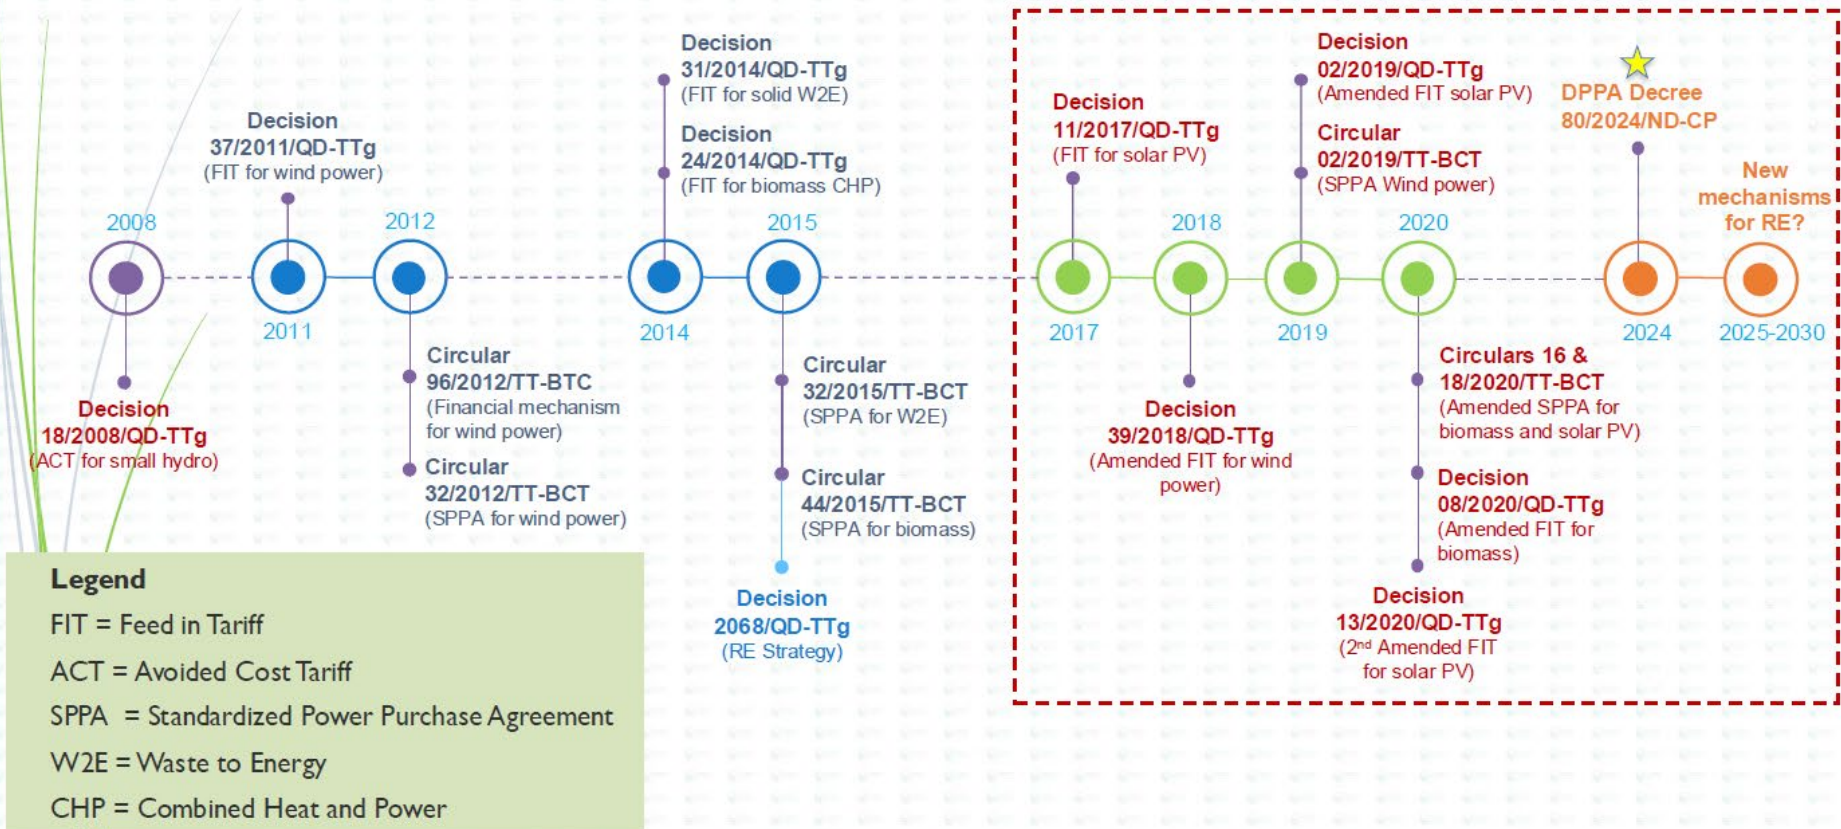 2008
Decision
18/2008/QD-TTg
(ACT for small hydro)
Decision
37/2011/QD-TTg
(FIT for wind power)
2011
2012
Circular
96/2012/TT-BTC
(Financial mechanism
for wind power)
Circular
32/2012/TT-BCT
(SPPA for wind power)
Decision
31/2014/QD-TTg
(FIT for solid W2E)
Decision
24/2014/QD-TTg
(FIT for biomass CHP)
2014
2015
Circular
32/2015/TT-BCT
(SPPA for W2E)
Circular
44/2015/TT-BCT
(SPPA for biomass)
Decision
2068/QD-TTg
(RE Strategy)
Decision
11/2017/QD-TTg
(FIT for solar PV)
2017
2018
Decision
39/2018/QD-TTg
(Amended FIT for wind
power)
Decision
02/2019/QD-TTg
(Amended FIT solar PV)
Circular
02/2019/TT-BCT
(SPPA Wind power)
2019
2020
Circulars 16 &
18/2020/TT-BCT
(Amended SPPA for
biomass and solar PV)
Decision
08/2020/QD-TTg
(Amended FIT for
biomass)
Decision
13/2020/QD-TTg
(2nd Amended FIT
for solar PV)
DPPA Decree
80/2024/ND-CP
2024
New
mechanisms
for RE?
2025-2030
Legend
FIT = Feed in Tariff
ACT = Avoided Cost Tariff
SPPA = Standardized Power Purchase Agreement
W2E = Waste to Energy
CHP = Combined Heat and Power